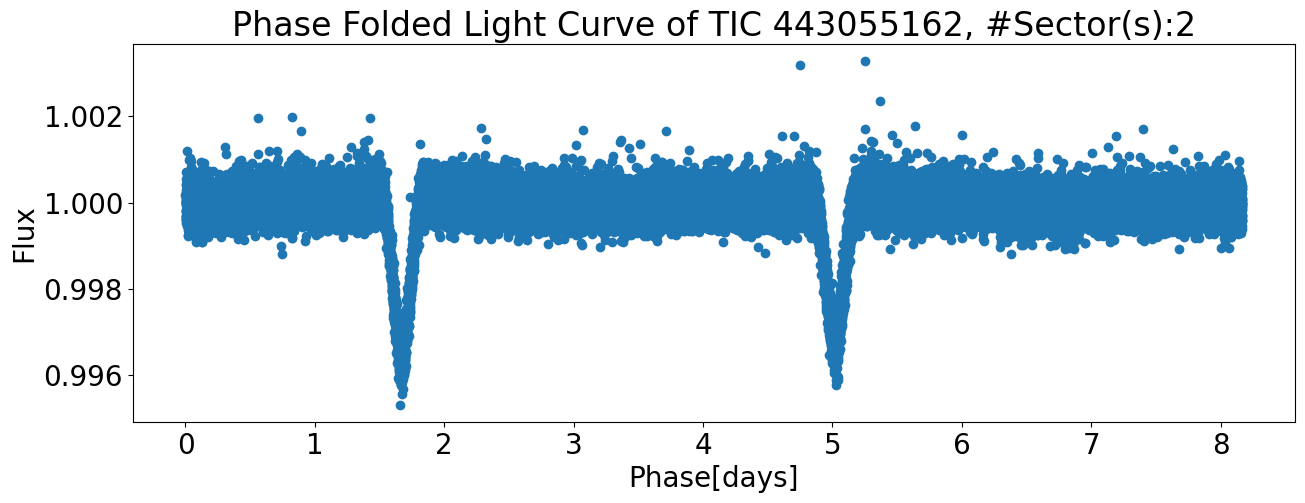 Phase Folded Light Curve of TIC 443055162, #Sector(s):2
1.002
1.000
0.998
0.996
Flux
0 1 2 3 4 5 6 7 8
Phase[days]